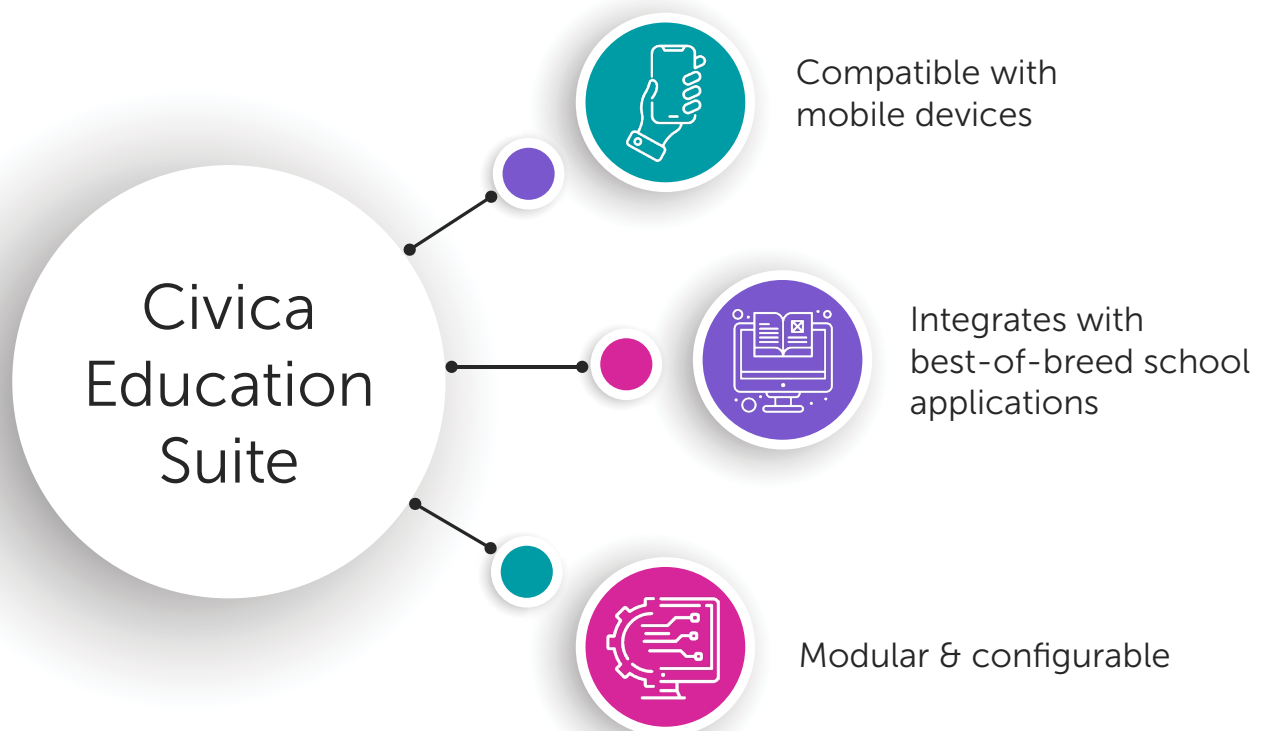 Civica
Education
Suite
Compatible with
mobile devices
Integrates with
best-of-breed school
applications
Modular & configurable